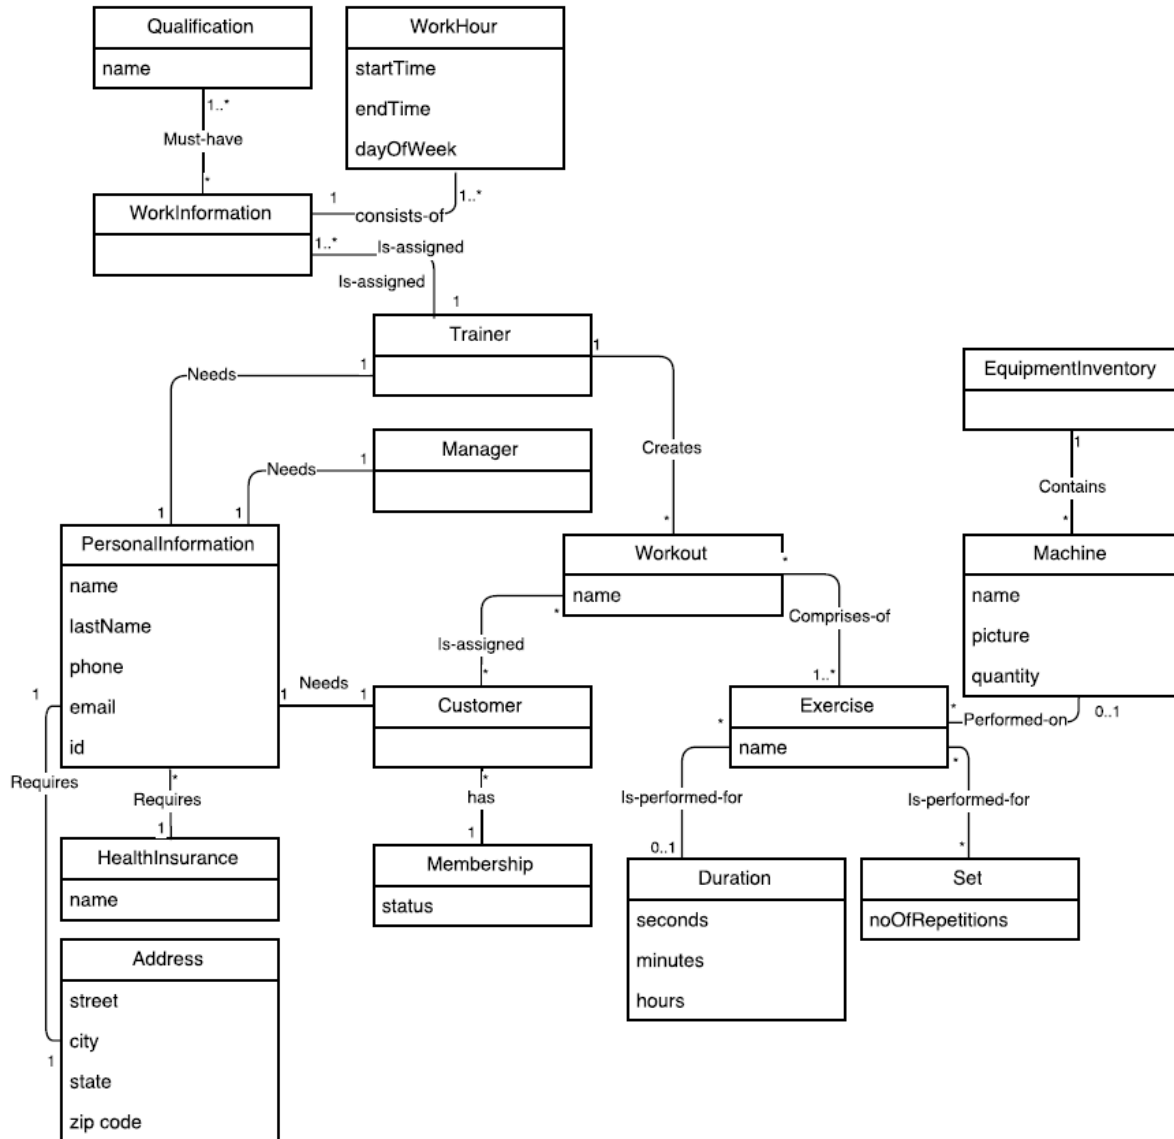 Qualification
name
1..*
Must-have
*
WorkHour
startTime
endTime
dayOfWeek
1..*
1
consists-of
WorkInformation
1..*
Is-assigned
Is-assigned
1
Trainer
1
Needs
1
1
Creates
*
Manager
1
Needs
1
EquipmentInventory
1
Contains
*
Machine
name
picture
quantity
0..1
Performed-on
*
Workout
name
*
Comprises-of
1..*
*
Is-assigned
*
PersonalInformation
name
lastName
phone
email
id
1
Needs
1
Customer
*
has
1
Membership
status
Exercise
name
*
Is-performed-for
0..1
Duration
seconds
minutes
hours
*
Is-performed-for
*
Set
noOfRepetitions
1
Requires
1
*
Requires
1
HealthInsurance
name
Address
street
city
state
zip code